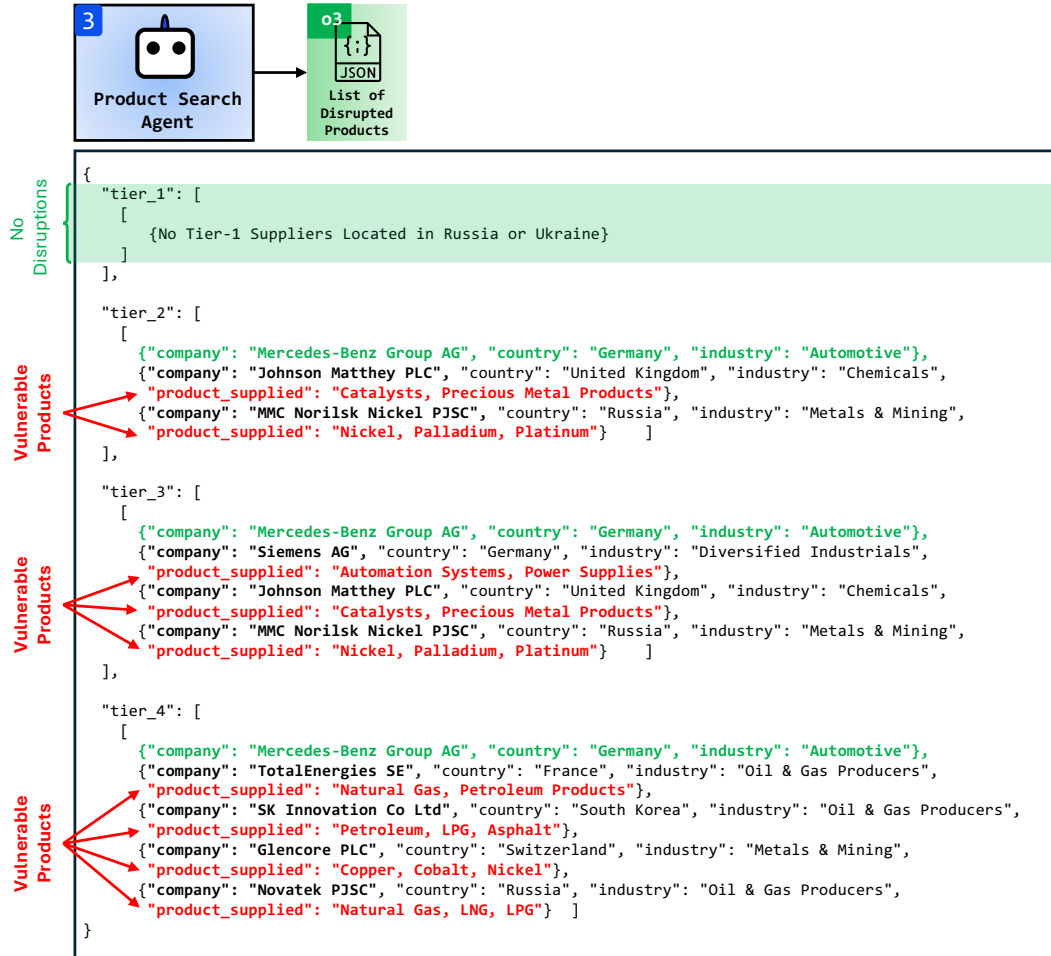 3
Product Search
Agent
o3
{;}
JSON
List of
Disrupted
Products
No
Disruptions
{
"tier_1": [
[
{No Tier-1 Suppliers Located in Russia or Ukraine}
]
],
"tier_2": [
[
Vulnerable
Products
{"company": "Mercedes-Benz Group AG", "country": "Germany", "industry": "Automotive"},
{"company": "Johnson Matthey PLC", "country": "United Kingdom", "industry": "Chemicals",
"product_supplied": "Catalysts, Precious Metal Products"},
{"company": "MMC Norilsk Nickel PJSC", "country": "Russia", "industry": "Metals & Mining",
"product_supplied": "Nickel, Palladium, Platinum"} ]
],
"tier_3": [
[
Vulnerable
Products
{"company": "Mercedes-Benz Group AG", "country": "Germany", "industry": "Automotive"},
{"company": "Siemens AG", "country": "Germany", "industry": "Diversified Industrials",
"product_supplied": "Automation Systems, Power Supplies"},
{"company": "Johnson Matthey PLC", "country": "United Kingdom", "industry": "Chemicals",
"product_supplied": "Catalysts, Precious Metal Products"},
{"company": "MMC Norilsk Nickel PJSC", "country": "Russia", "industry": "Metals & Mining",
"product_supplied": "Nickel, Palladium, Platinum"} ]
],
"tier_4": [
[
Vulnerable
Products
{"company": "Mercedes-Benz Group AG", "country": "Germany", "industry": "Automotive"},
{"company": "TotalEnergies SE", "country": "France", "industry": "Oil & Gas Producers",
"product_supplied": "Natural Gas, Petroleum Products"},
{"company": "SK Innovation Co Ltd", "country": "South Korea", "industry": "Oil & Gas Producers",
"product_supplied": "Petroleum, LPG, Asphalt"},
{"company": "Glencore PLC", "country": "Switzerland", "industry": "Metals & Mining",
"product_supplied": "Copper, Cobalt, Nickel"},
{"company": "Novatek PJSC", "country": "Russia", "industry": "Oil & Gas Producers",
"product_supplied": "Natural Gas, LNG, LPG"} ]
}